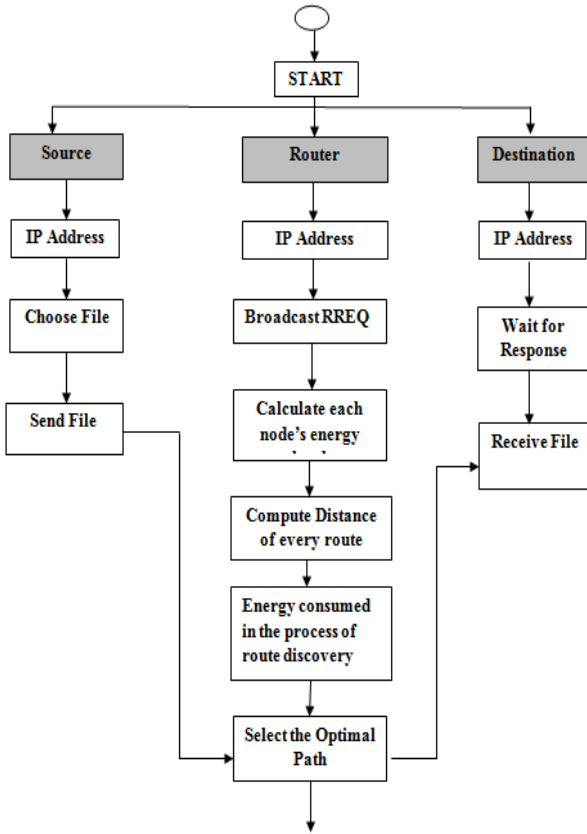 START
Source
Router
Destination
IP Address
IP Address
IP Address
Choose File
Broadcast RREQ
Wait for
Response
Send File
Calculate each
node's energy
Receive File
Compute Distance
of every route
Energy consumed
in the process of
route discovery
Select the Optimal
Path